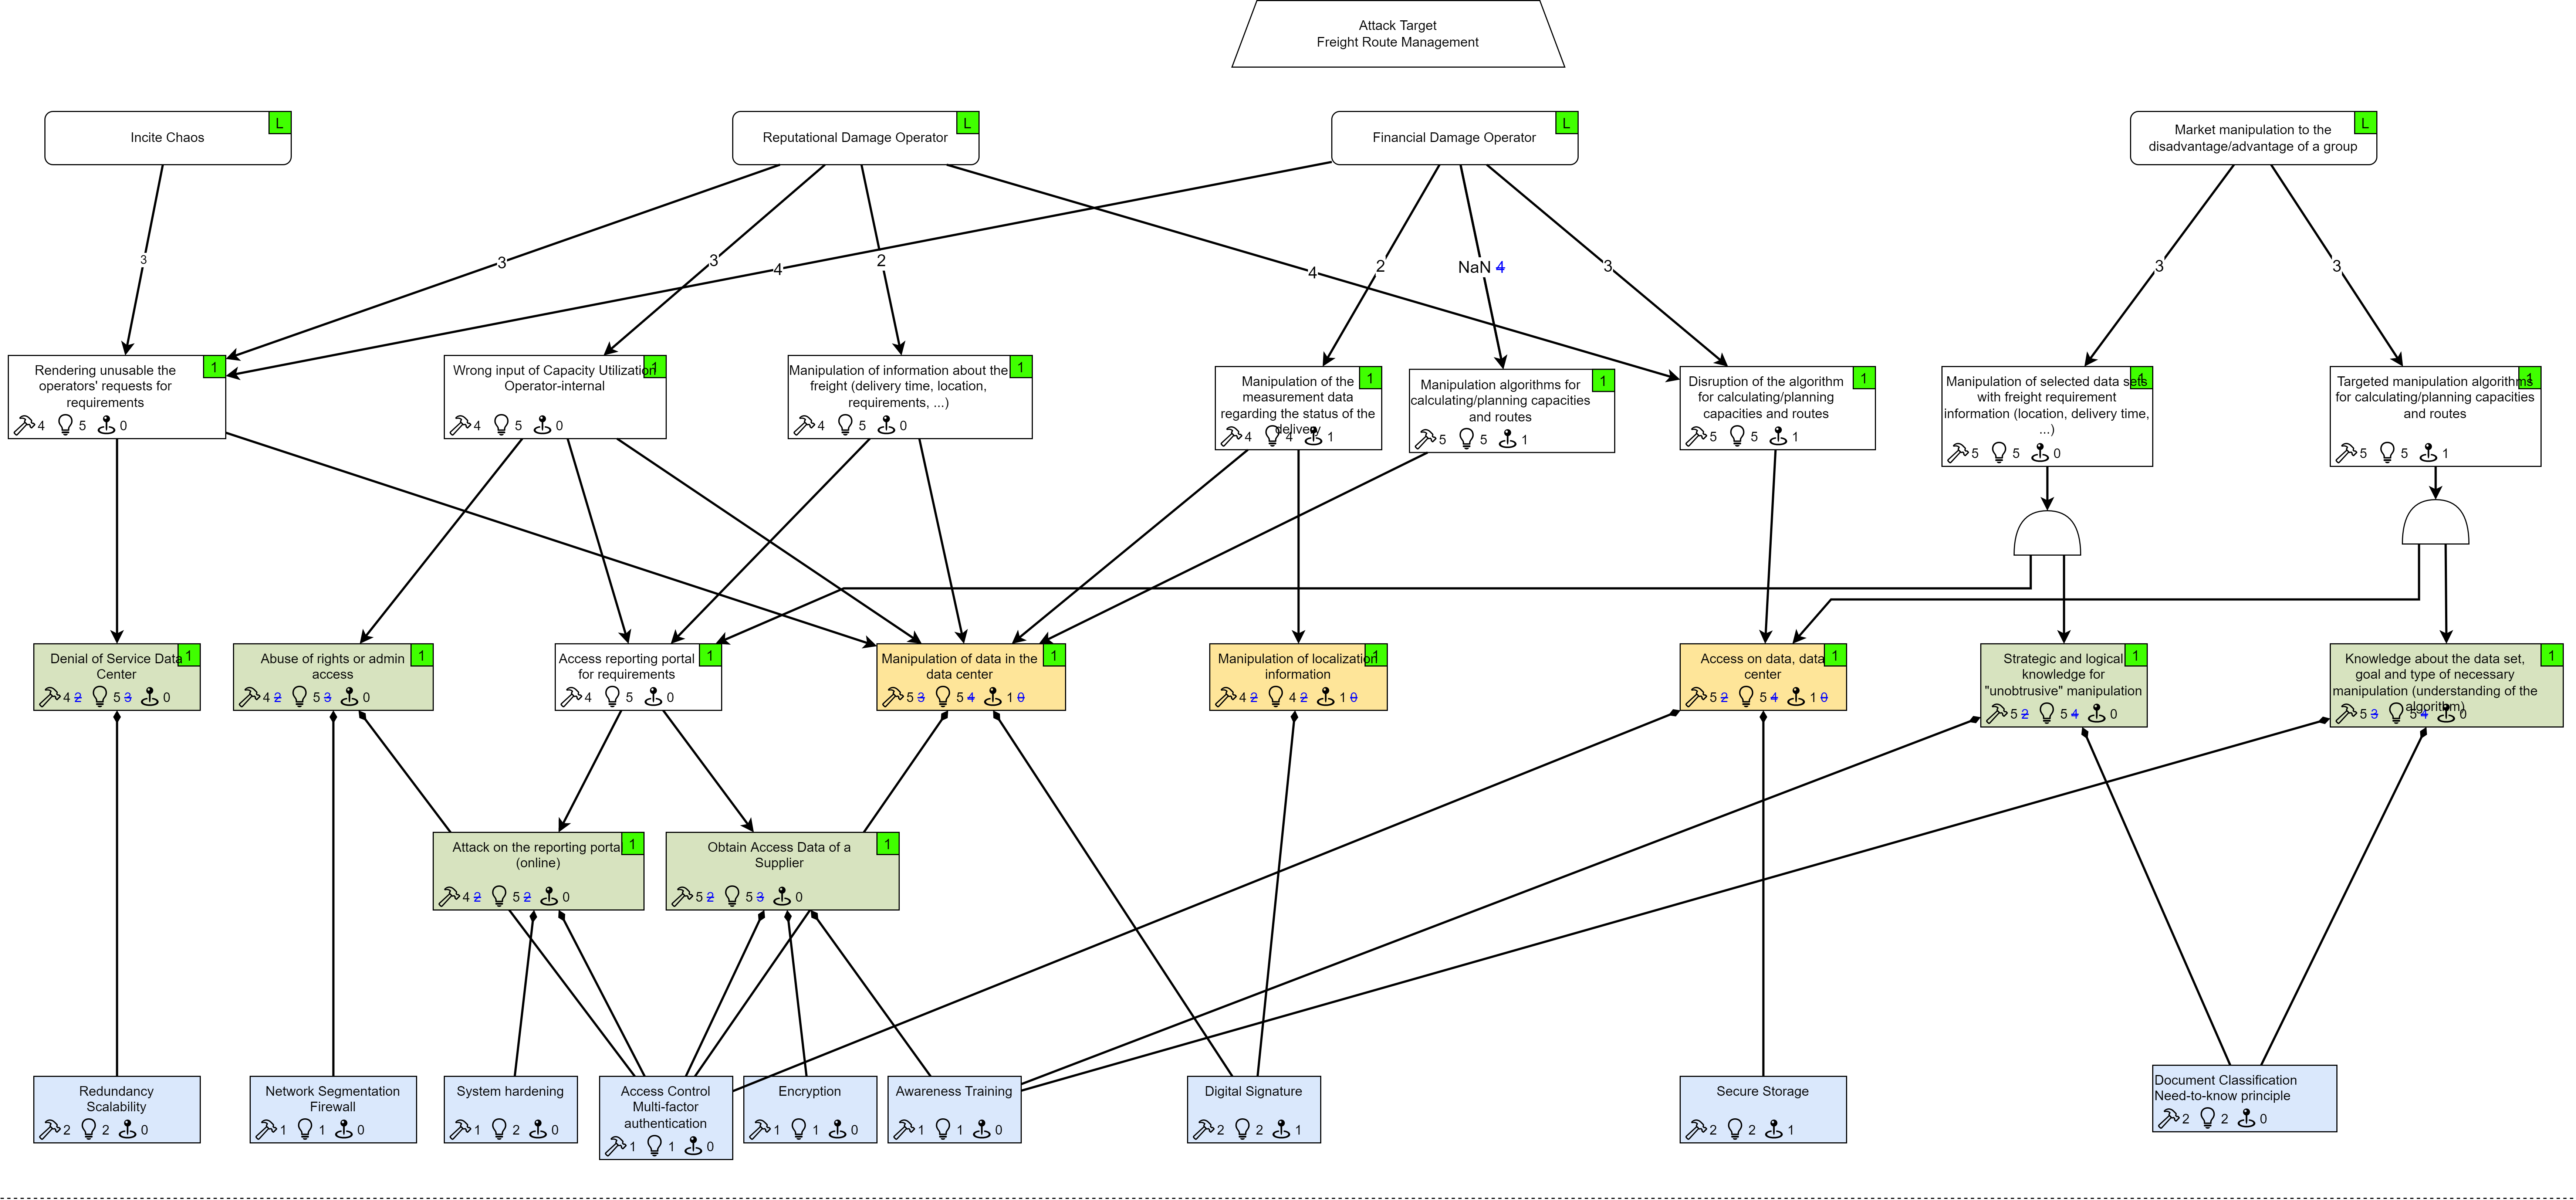 Attack Target
Freight Route Management
Incite Chaos
L
Reputational Damage Operator
L
Financial Damage Operator
L
Market manipulation to the
disadvantage/advantage of a group
L
3
3
3
4
2
4
2
NaN 4
3
3
3
Rendering unusable the
operators' requests for
requirements
1
4 5 0
Wrong input of Capacity Utilization
Operator-internal
1
4 5 0
Manipulation of information about the
freight (delivery time, location,
requirements, ...)
1
4 5 0
Manipulation of the
measurement data
regarding the status of the
delivery
1
4 4 1
Manipulation algorithms for
calculating/planning capacities
and routes
1
5 5 1
Disruption of the algorithm
for calculating/planning
capacities and routes
1
5 5 1
Manipulation of selected data sets
with freight requirement
information (location, delivery time,
...)
1
5 5 0
Targeted manipulation algorithms
for calculating/planning capacities
and routes
1
5 5 1
Denial of Service Data
Center
1
4 2 5 3 0
Abuse of rights or admin
access
1
4 2 5 3 0
Access reporting portal
for requirements
1
4 5 0
Manipulation of data in the
data center
1
5 3 5 4 1 0
Manipulation of localization
information
1
4 2 4 2 1 0
Access on data, data
center
1
5 2 5 4 1 0
Strategic and logical
knowledge for
"unobtrusive" manipulation
1
5 2 5 4 0
Knowledge about the data set,
goal and type of necessary
manipulation (understanding of the
algorithm)
1
5 3 5 4 0
Attack on the reporting portal
(online)
1
4 2 5 2 0
Obtain Access Data of a
Supplier
1
5 2 5 3 0
Redundancy
Scalability
2 2 0
Network Segmentation
Firewall
1 1 0
System hardening
1 2 0
Access Control
Multi-factor
authentication
1 1 0
Encryption
1 1 0
Awareness Training
1 1 0
Digital Signature
2 2 1
Secure Storage
2 2 1
Document Classification
Need-to-know principle
2 2 0